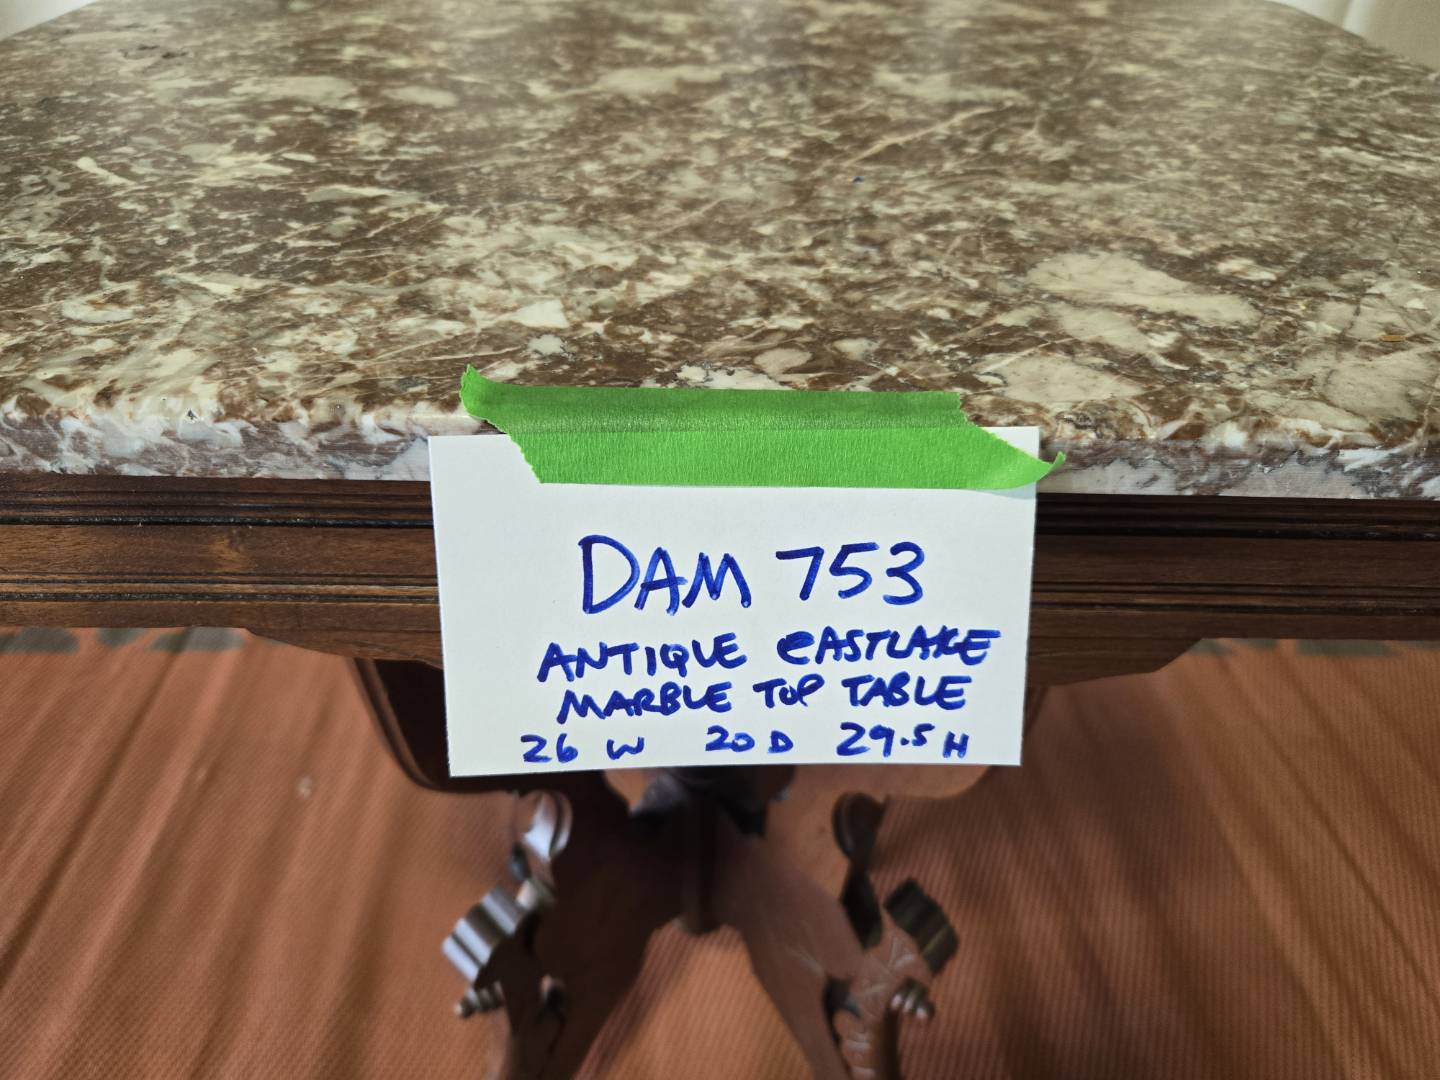 DAM 753
ANTIQUE eASTLAKE
MARBLE TOP TABLE
26 W 20 D 29.5 H